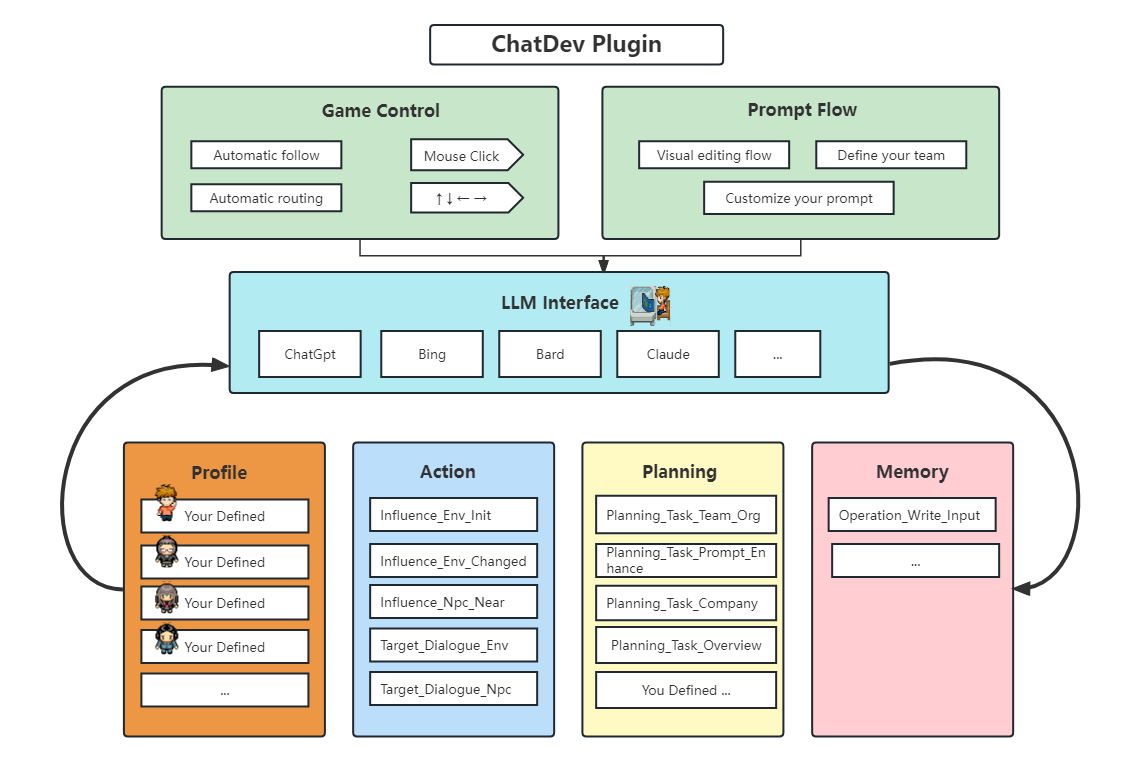 ChatDev Plugin
Game Control
Automatic follow
Mouse Click
Automatic routing
↑↓←→
Prompt Flow
Visual editing flow
Define your team
Customize your prompt
LLM Interface
ChatGpt
Bing
Bard
Claude
...
Profile
Your Defined
Your Defined
Your Defined
Your Defined
...
Action
Influence_Env_Init
Influence_Env_Changed
Influence_Npc_Near
Target_Dialogue_Env
Target_Dialogue_Npc
Planning
Planning_Task_Team_Org
Planning_Task_Prompt_En
hance
Planning_Task_Company
Planning_Task_Overview
You Defined ...
Memory
Operation_Write_Input
...